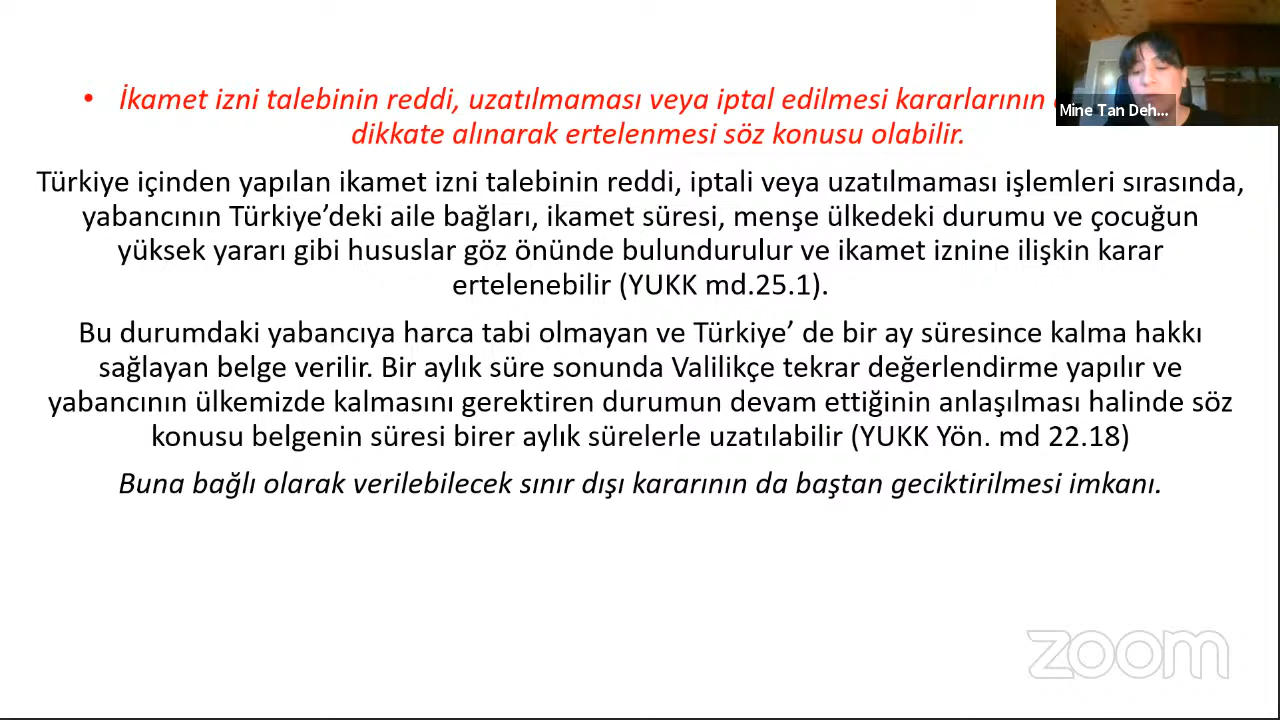 • İkamet izni talebinin reddi, uzatılmaması veya iptal edilmesi kararlarının
dikkate alınarak ertelenmesi söz konusu olabilir.
Türkiye içinden yapılan ikamet izni talebinin reddi, iptali veya uzatılmaması işlemleri sırasında,
yabancının Türkiye’deki aile bağları, ikamet süresi, menşe ülkedeki durumu ve çocuğun
yüksek yararı gibi hususlar göz önünde bulundurulur ve ikamet iznine ilişkin karar
ertelenebilir (YUKK md.25.1).
Bu durumdaki yabancıya harca tabi olmayan ve Türkiye’ de bir ay süresince kalma hakkı
sağlayan belge verilir. Bir aylık süre sonunda Valilikçe tekrar değerlendirme yapılır ve
yabancının ülkemizde kalmasını gerektiren durumun devam ettiğinin anlaşılması halinde söz
konusu belgenin süresi birer aylık sürelerle uzatılabilir (YUKK Yön. md 22.18)
Buna bağlı olarak verilebilecek sınır dışı kararının da baştan geciktirilmesi imkanı.
Mine Tan Deh...
zoom